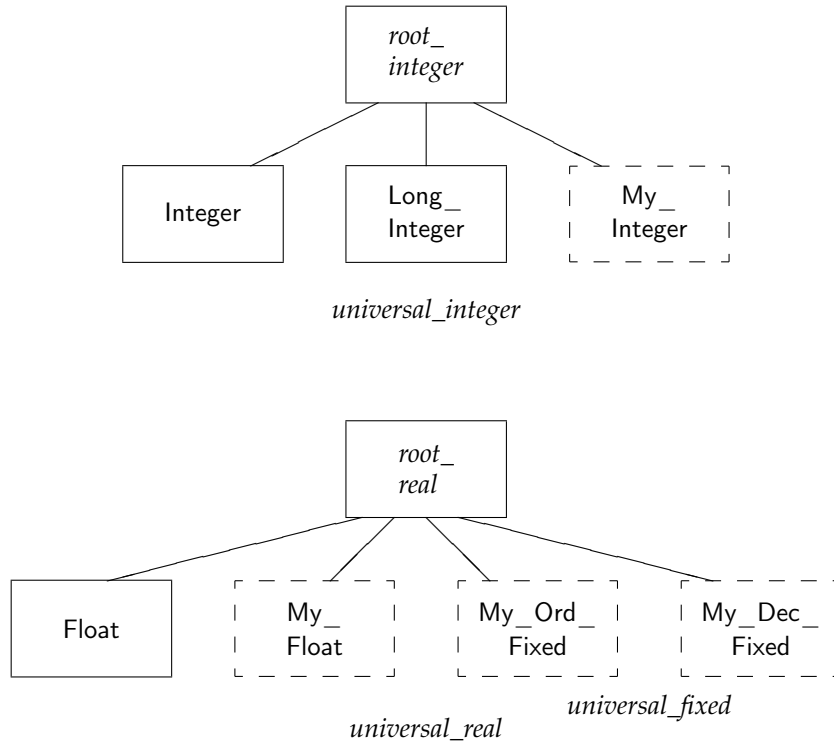 root_
integer
Integer
Long_
Integer
My_
Integer
universal_integer
root_
real
Float
My_
Float
My_Ord_
Fixed
My_Dec_
Fixed
universal_fixed
universal_real